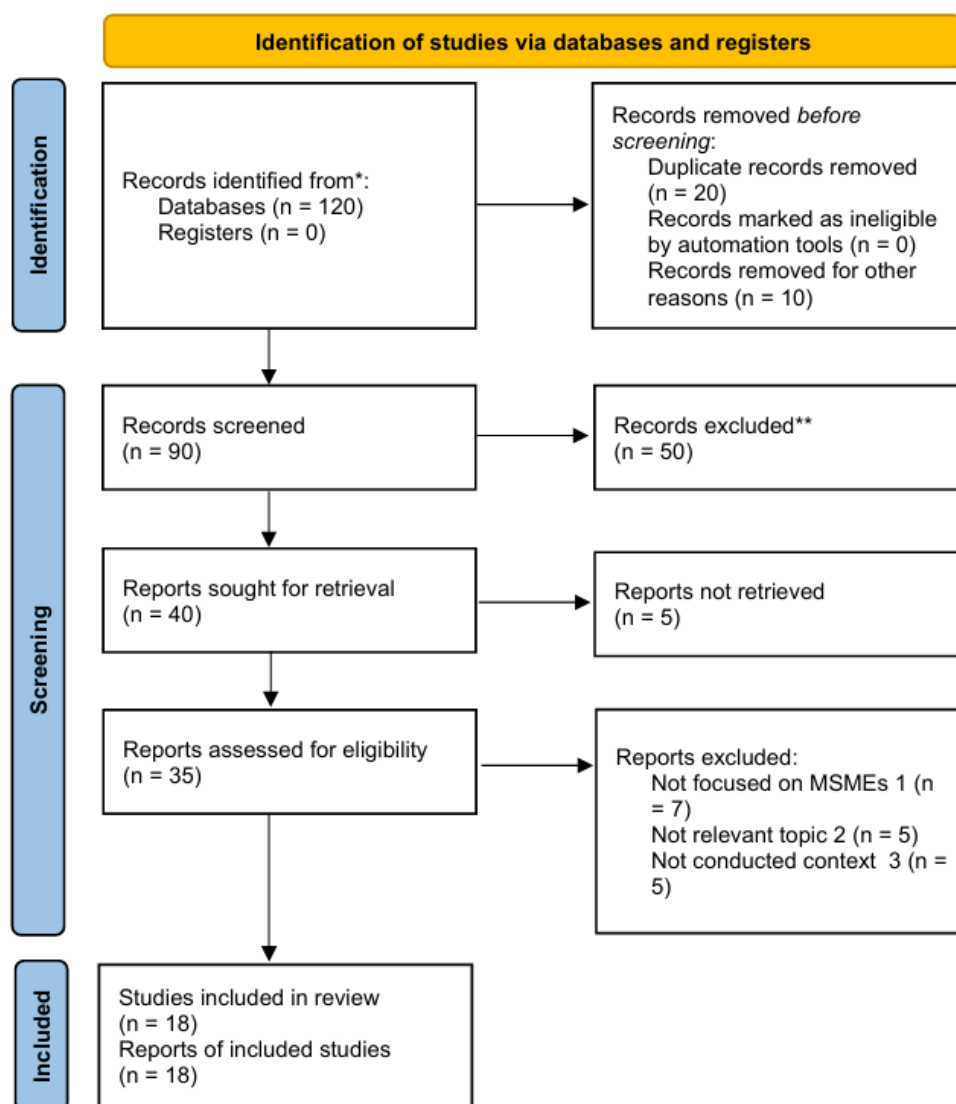 Identification of studies via databases and registers
Identification
Records identified from*:
Databases (n = 120)
Registers (n = 0)
Records removed before
screening:
Duplicate records removed
(n = 20)
Records marked as ineligible
by automation tools (n = 0)
Records removed for other
reasons (n = 10)
Screening
Records screened
(n = 90)
Records excluded**
(n = 50)
Reports sought for retrieval
(n = 40)
Reports not retrieved
(n = 5)
Reports assessed for eligibility
(n = 35)
Reports excluded:
Not focused on MSMEs 1 (n
= 7)
Not relevant topic 2 (n = 5)
Not conducted context  3 (n =
5)
Included
Studies included in review
(n = 18)
Reports of included studies
(n = 18)